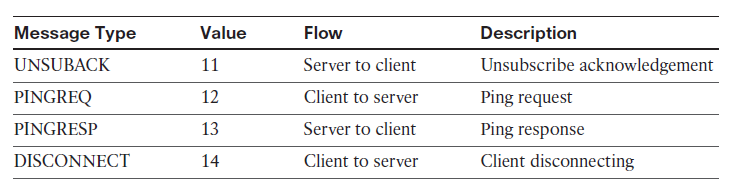 Message Type Value Flow Description
UNSUBACK 11 Server to client Unsubscribe acknowledgement
PINGREQ 12 Client to server Ping request
PINGRESP 13 Server to client Ping response
DISCONNECT 14 Client to server Client disconnecting